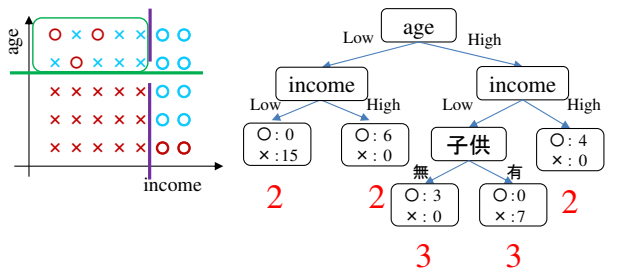 age
income
age
Low
High
income
income
Low
High
Low
High
○: 0
×:15
○: 6
×: 0
子供
○: 4
×: 0
無
有
○: 3
×: 0
○:0
×:7
2
2
2
3
3